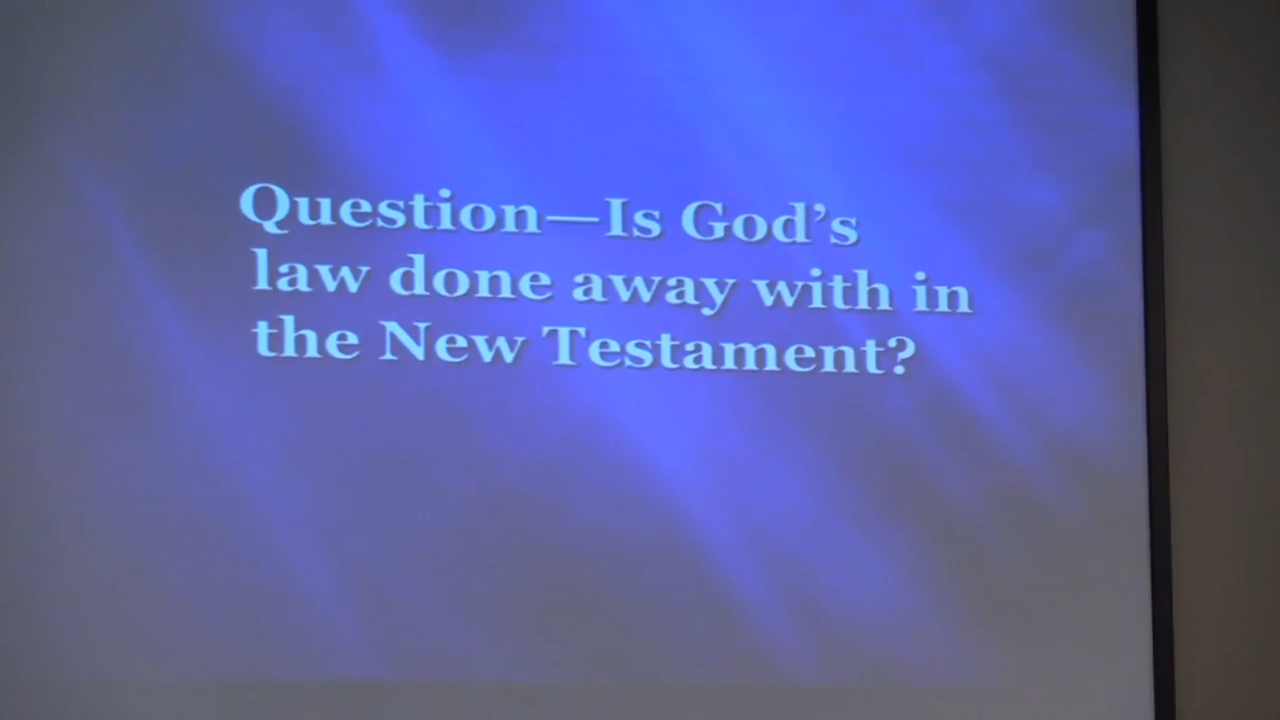 Question—Is God’s
law done away with in
the New Testament?